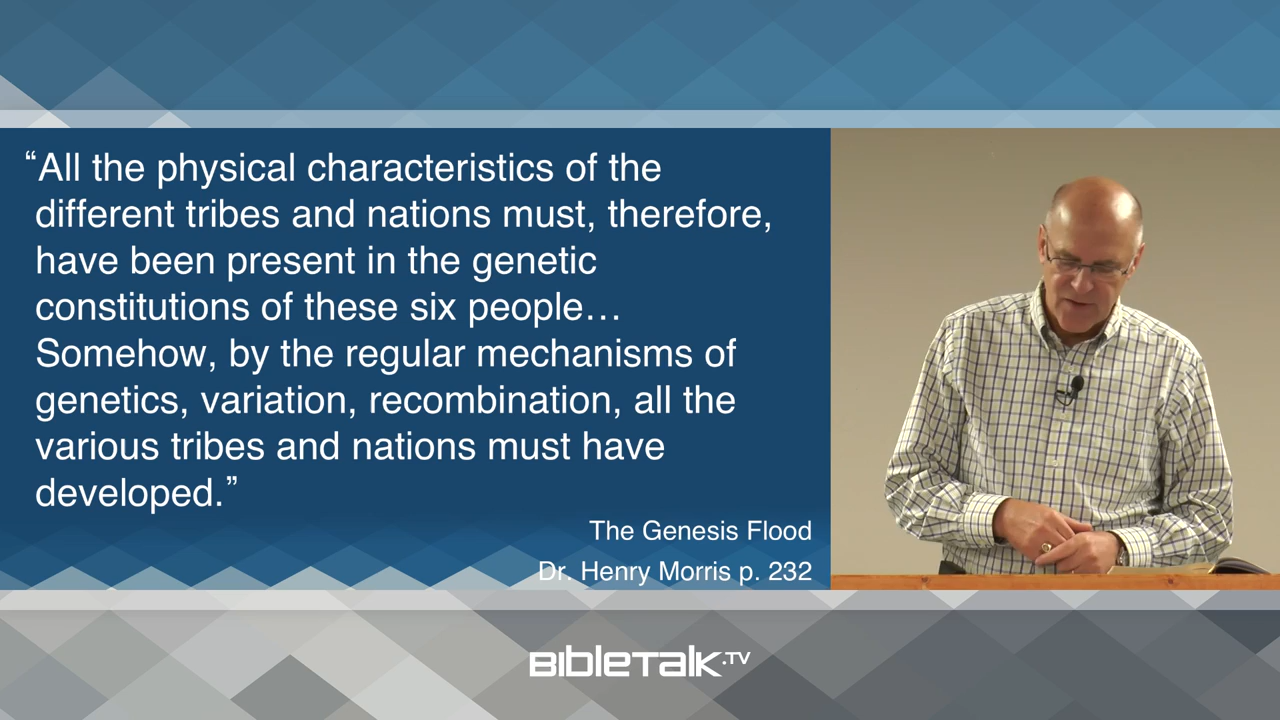 “All the physical characteristics of the
different tribes and nations must, therefore,
have been present in the genetic
constitutions of these six people…
Somehow, by the regular mechanisms of
genetics, variation, recombination, all the
various tribes and nations must have
developed.”
The Genesis Flood
Dr. Henry Morris p. 232
BIBLETALK.TV